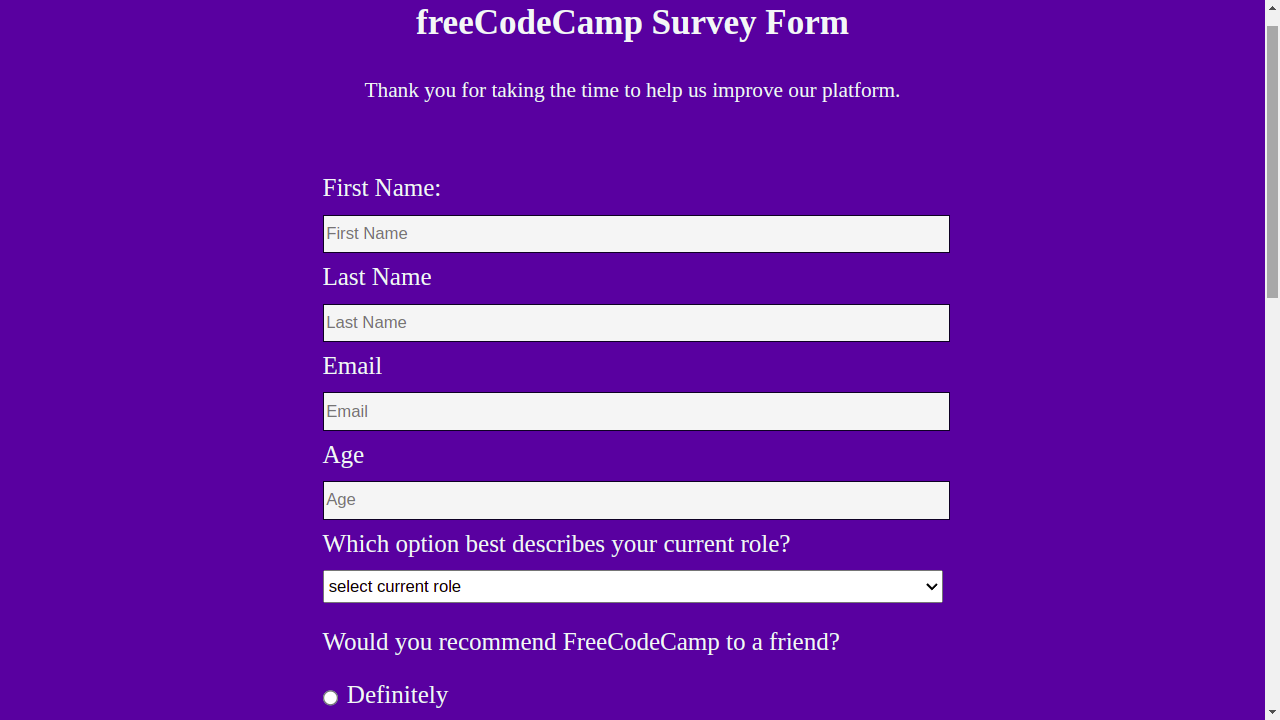 freeCodeCamp Survey Form
Thank you for taking the time to help us improve our platform.
First Name:
First Name
Last Name
Last Name
Email
Email
Age
Age
Which option best describes your current role?
select current role
Would you recommend FreeCodeCamp to a friend?
Definitely